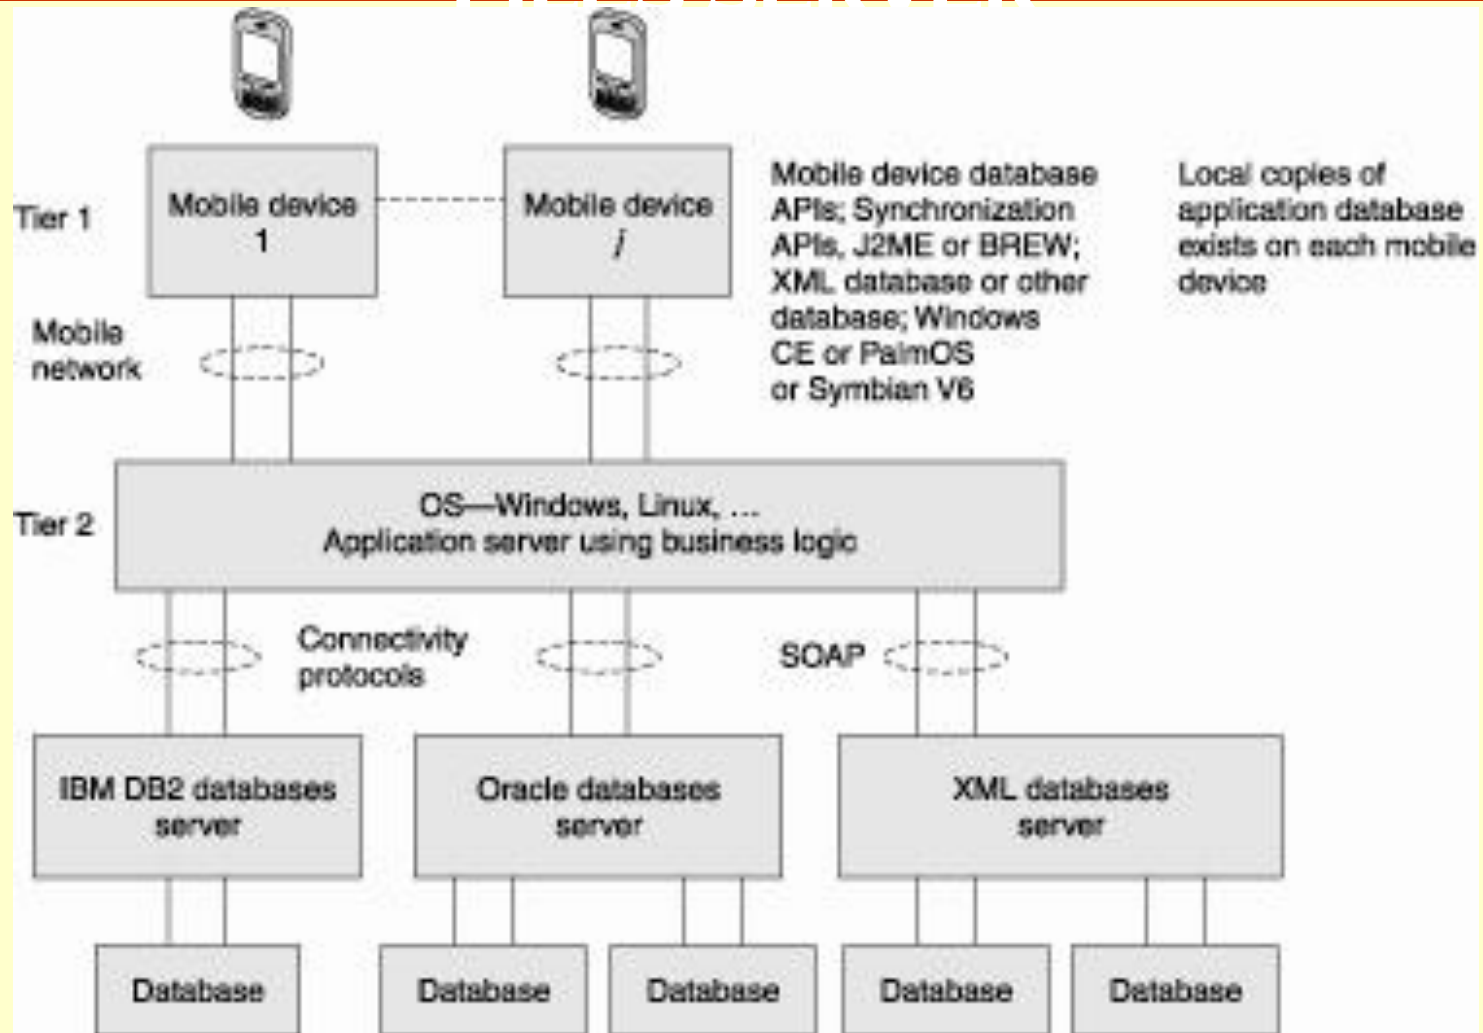 Tier 1
Mobile device
1
Mobile device
j
Mobile device database
APIs; Synchronization
APIs, J2ME or BREW;
XML database or other
database; Windows
CE or PalmOS
or Symbian V6
Local copies of
application database
exists on each mobile
device
Mobile
network
Tier 2
OS—Windows, Linux, ...
Application server using business logic
Connectivity
protocols
SOAP
IBM DB2 databases
server
Oracle databases
server
XML databases
server
Database
Database
Database
Database
Database